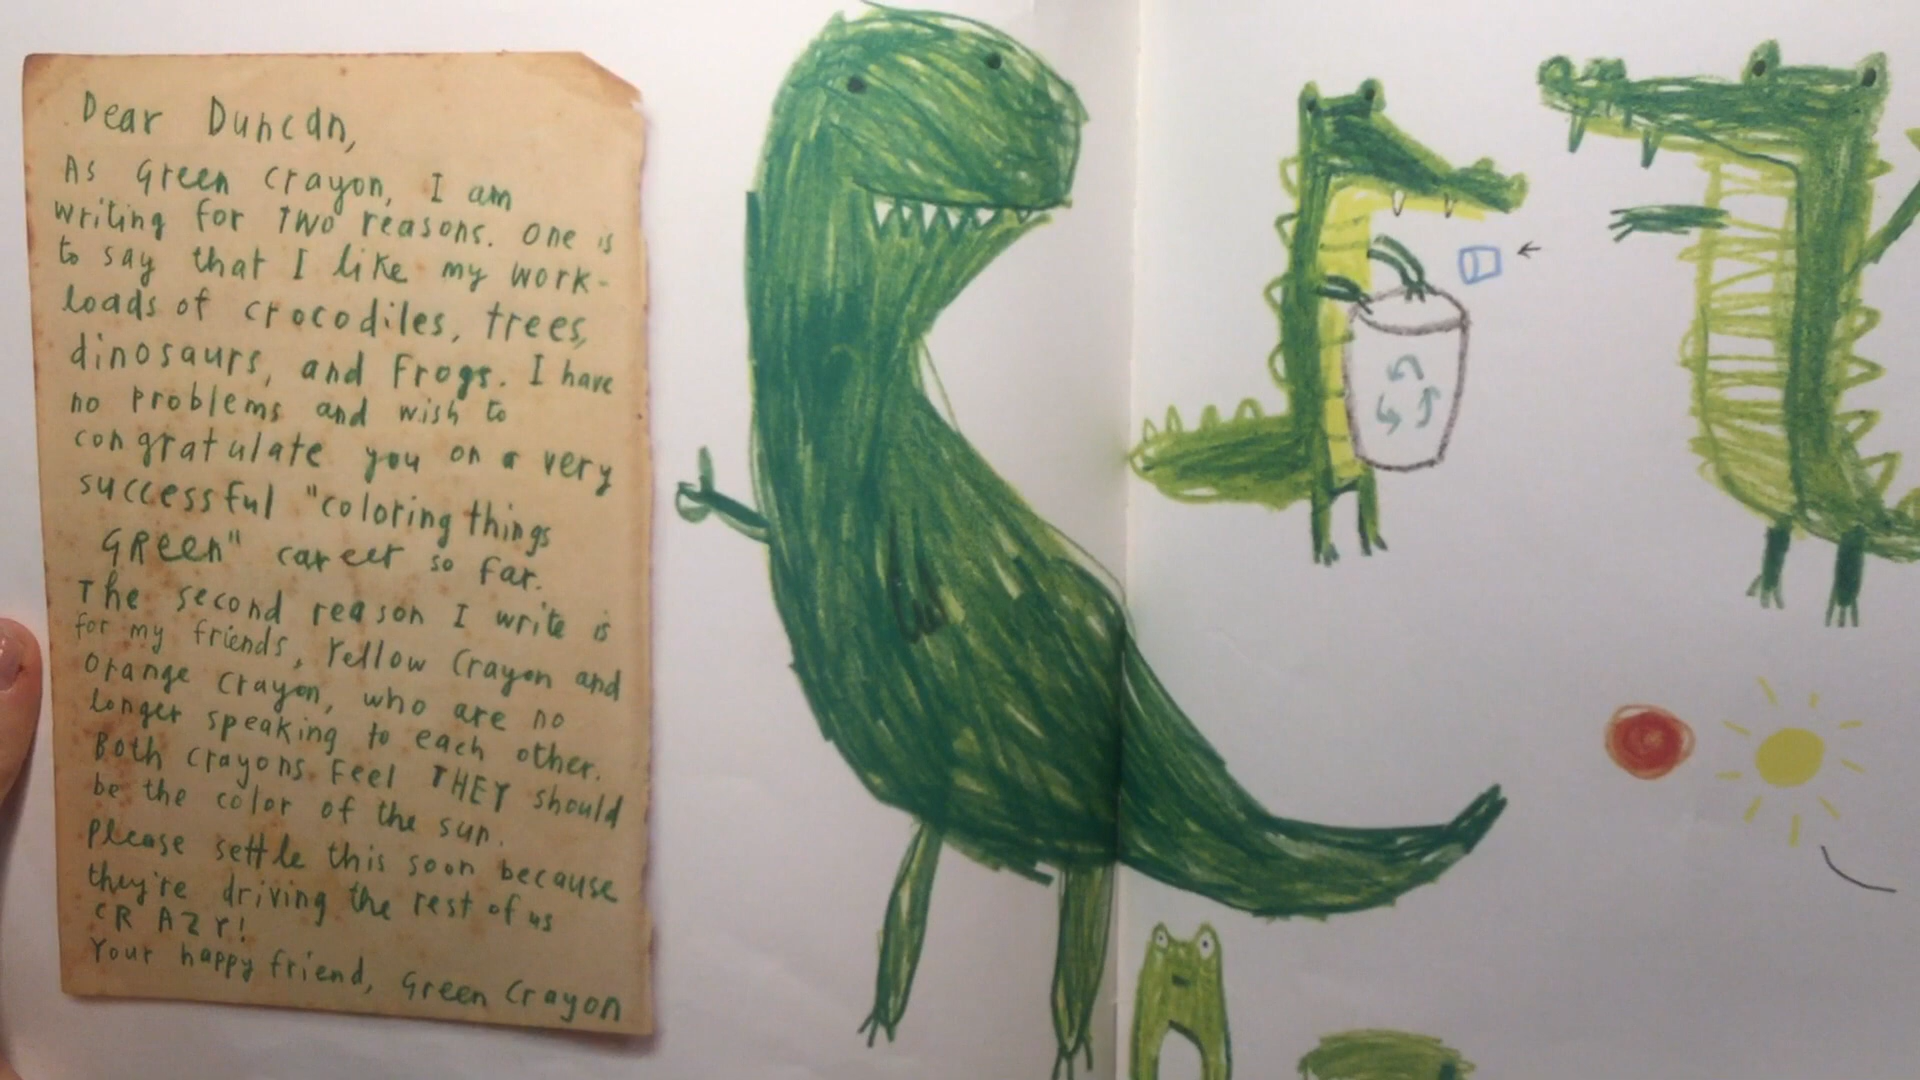 Dear Duncan,
As Green Crayon, I am
writing for TWO reasons. One is
to say that I like my work-
loads of crocodiles, trees,
dinosaurs, and frogs. I have
no problems and wish to
congratulate you on a very
successful "coloring things
GReen" career so far.
The second reason I write is
for my friends, Yellow Crayon and
Orange Crayon, who are no
longer speaking to each other.
Both crayons feel THEY should
be the color of the sun.
Please settle this soon because
they're driving the rest of us
CRAZY!
Your happy friend, Green Crayon